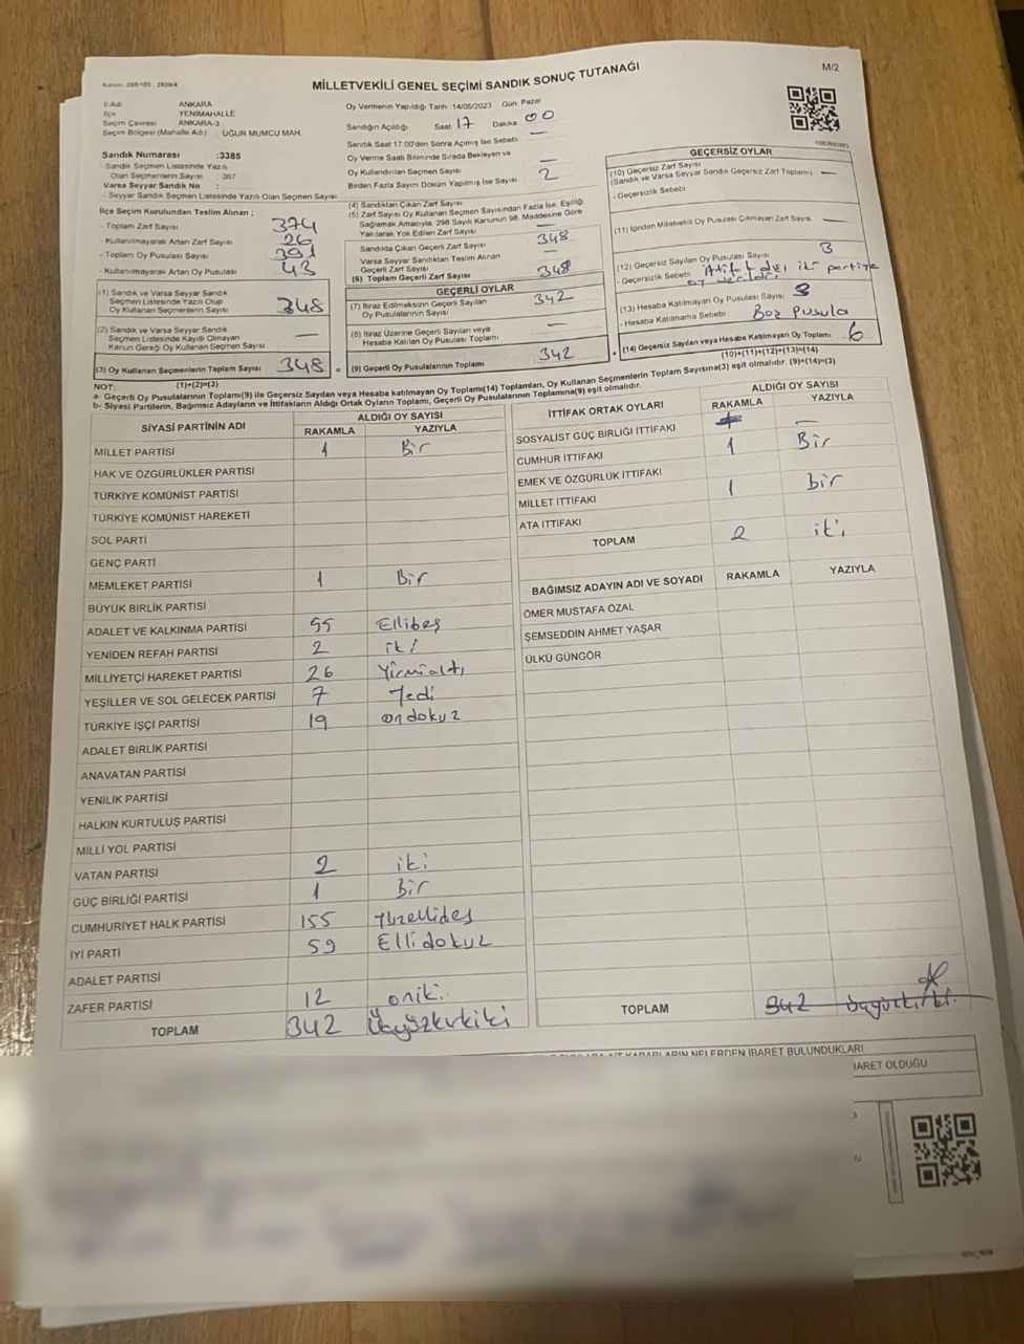 MİLLETVEKİLİ GENEL SEÇİMİ SANDIK SONUÇ TUTANAĞI
M/2
İl Adı : ANKARA
İlçe : YENİMAHALLE
Seçim Çevresi : ANKARA-3
Seçim Bölgesi (Mahalle Adı) : UĞUR MUMCU MAH.
Sandık Numarası :3385
- Sandık Seçmen Listesinde Yazılı
Olan Seçmenlerin Sayısı : 367
Varsa Seyyar Sandık No :
- Seyyar Sandık Seçmen Listesinde Yazılı Olan Seçmen Sayısı
İlçe Seçim Kurulundan Teslim Alınan ;
- Toplam Zarf Sayısı 374
- Kullanılmayarak Artan Zarf Sayısı 26
- Toplam Oy Pusulası Sayısı 391
- Kullanılmayarak Artan Oy Pusulası 43
(1) Sandık ve Varsa Seyyar Sandık
Seçmen Listesinde Yazılı Olup
Oy Kullanan Seçmenlerin Sayısı 348
(2) Sandık ve Varsa Seyyar Sandık
Seçmen Listesinde Kaydı Olmayan
Kanun Gereği Oy Kullanan Seçmen Sayısı —
(3) Oy Kullanan Seçmenlerin Toplam Sayısı 348
(1)+(2)=(3)
Oy Vermenin Yapıldığı Tarih :14/05/2023 Gün: Pazar
Sandığın Açıldığı Saat 17 Dakika 00
Sandık Saat 17:00'den Sonra Açılmış İse Sebebi —
Oy Verme Saati Bitiminde Sırada Bekleyen ve
Oy Kullandırılan Seçmen Sayısı —
Birden Fazla Sayım Döküm Yapılmış İse Sayısı 2
(4) Sandıktan Çıkan Zarf Sayısı
(5) Zarf Sayısı Oy Kullanan Seçmen Sayısından Fazla İse, Eşitliği
Sağlamak Amacıyla, 298 Sayılı Kanunun 98. Maddesine Göre
Yakılarak Yok Edilen Zarf Sayısı
Sandıkta Çıkan Geçerli Zarf Sayısı 348
Varsa Seyyar Sandıktan Teslim Alınan
Geçerli Zarf Sayısı —
(6) Toplam Geçerli Zarf Sayısı 348
GEÇERLİ OYLAR
(7) İtiraz Edilmeksizin Geçerli Sayılan
Oy Pusulalarının Sayısı 342
(8) İtiraz Üzerine Geçerli Sayılan veya
Hesaba Katılan Oy Pusulası Toplamı —
(9) Geçerli Oy Pusulalarının Toplamı 342
GEÇERSİZ OYLAR
(10) Geçersiz Zarf Sayısı
(Sandık ve Varsa Seyyar Sandık Geçersiz Zarf Toplamı) —
- Geçersizlik Sebebi
(11) İçinden Milletvekili Oy Pusulası Çıkmayan Zarf Sayısı —
(12) Geçersiz Sayılan Oy Pusulası Sayısı 3
- Geçersizlik Sebebi iki partiye
(13) Hesaba Katılmayan Oy Pusulası Sayısı 3
- Hesaba Katılmama Sebebi : Boş Pusula
(14) Geçersiz Sayılan veya Hesaba Katılmayan Oy Toplamı 6
(10)+(11)+(12)+(13)=(14)
NOT:
a- Geçerli Oy Pusulalarının Toplamı(9) ile Geçersiz Sayılan veya Hesaba katılmayan Oy Toplamı(14) Toplamları, Oy Kullanan Seçmenlerin Toplam Sayısına(3) eşit olmalıdır. (9)+(14)=(3)
b- Siyasi Partilerin, Bağımsız Adayların ve İttifakların Aldığı Ortak Oyların Toplamı, Geçerli Oy Pusulalarının Toplamına(9) eşit olmalıdır.
SİYASİ PARTİNİN ADI
ALDIĞI OY SAYISI
RAKAMLA YAZIYLA
MİLLET PARTİSİ 1 Bir
HAK VE ÖZGÜRLÜKLER PARTİSİ
TÜRKİYE KOMÜNİST PARTİSİ
TÜRKİYE KOMÜNİST HAREKETİ
SOL PARTİ
GENÇ PARTİ
MEMLEKET PARTİSİ 1 Bir
BÜYÜK BİRLİK PARTİSİ
ADALET VE KALKINMA PARTİSİ 55 Ellibeş
YENİDEN REFAH PARTİSİ 2 iki
MİLLİYETÇİ HAREKET PARTİSİ 26 Yirmialtı
YEŞİLLER VE SOL GELECEK PARTİSİ 7 Yedi
TÜRKİYE İŞÇİ PARTİSİ 19 ondokuz
ADALET BİRLİK PARTİSİ
ANAVATAN PARTİSİ
YENİLİK PARTİSİ
HALKIN KURTULUŞ PARTİSİ
MİLLİ YOL PARTİSİ
VATAN PARTİSİ 2 iki
GÜÇ BİRLİĞİ PARTİSİ 1 Bir
CUMHURİYET HALK PARTİSİ 155 Yüzellibeş
İYİ PARTİ 59 Ellidokuz
ADALET PARTİSİ
ZAFER PARTİSİ 12 oniki.
TOPLAM 342 Üçyüzkırkiki
İTTİFAK ORTAK OYLARI
ALDIĞI OY SAYISI
RAKAMLA YAZIYLA
SOSYALİST GÜÇ BİRLİĞİ İTTİFAKI —
CUMHUR İTTİFAKI 1 Bir
EMEK VE ÖZGÜRLÜK İTTİFAKI
MİLLET İTTİFAKI 1 bir
ATA İTTİFAKI
TOPLAM 2 iki
BAĞIMSIZ ADAYIN ADI VE SOYADI RAKAMLA YAZIYLA
ÖMER MUSTAFA ÖZAL
ŞEMSEDDİN AHMET YAŞAR
ÜLKÜ GÜNGÖR
TOPLAM 342 üçyüzkırkiki.
KARARLARIN NELERDEN İBARET BULUNDUKLARI
İBARET OLDUĞU